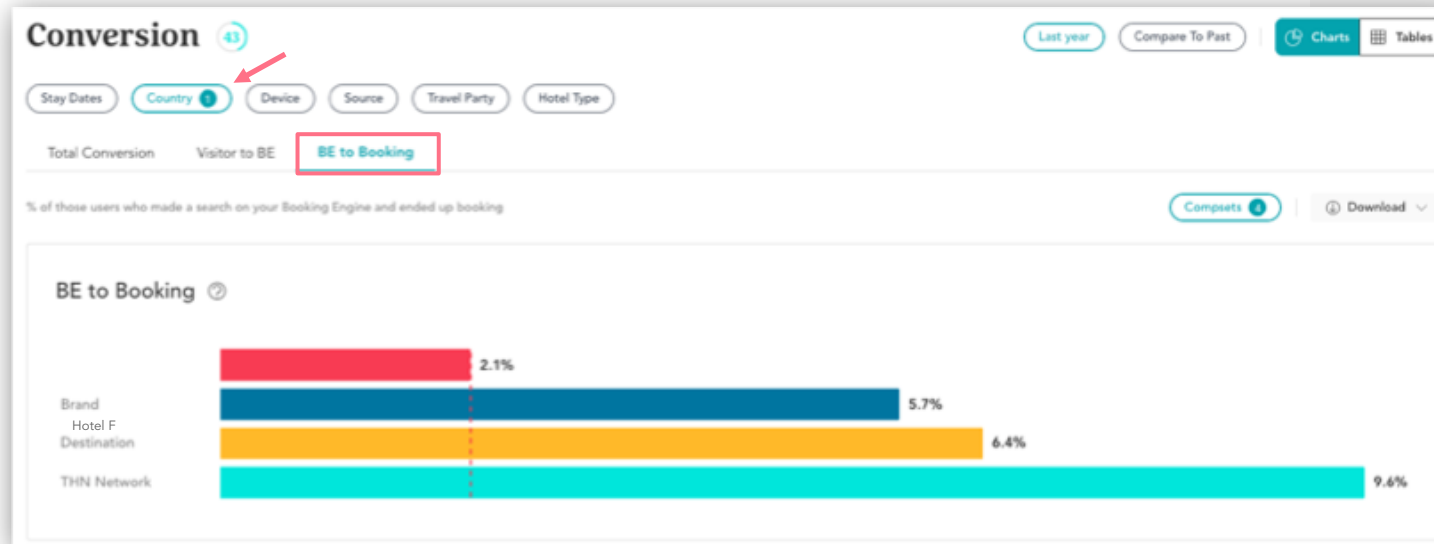 Conversion 43
Last year Compare To Past Charts Tables
Stay Dates Country 1 Device Source Travel Party Hotel Type
Total Conversion Visitor to BE BE to Booking
% of those users who made a search on your Booking Engine and ended up booking
Compsets 4 Download
BE to Booking
2.1%
Brand 5.7%
Hotel F
Destination 6.4%
THN Network 9.6%